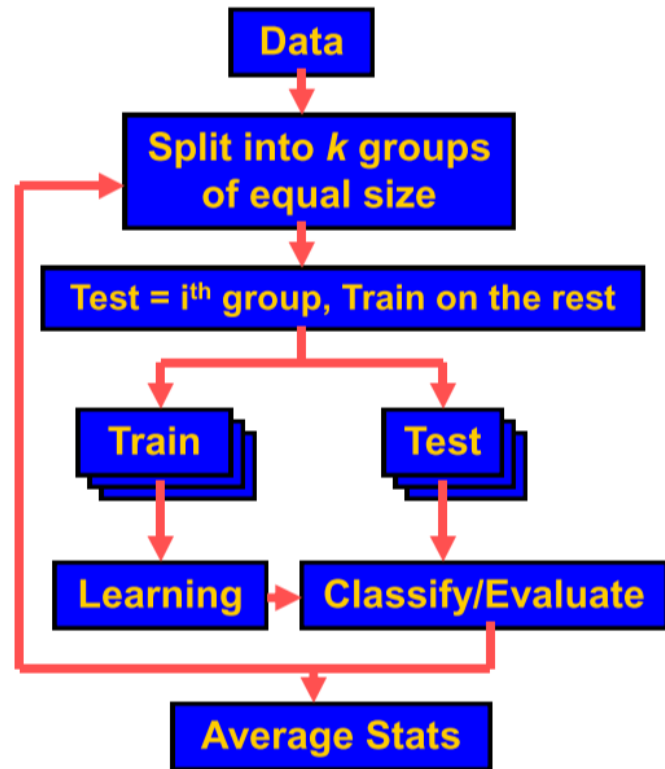 Data
Split into k groups
of equal size
Test = ith group, Train on the rest
Train
Test
Learning
Classify/Evaluate
Average Stats